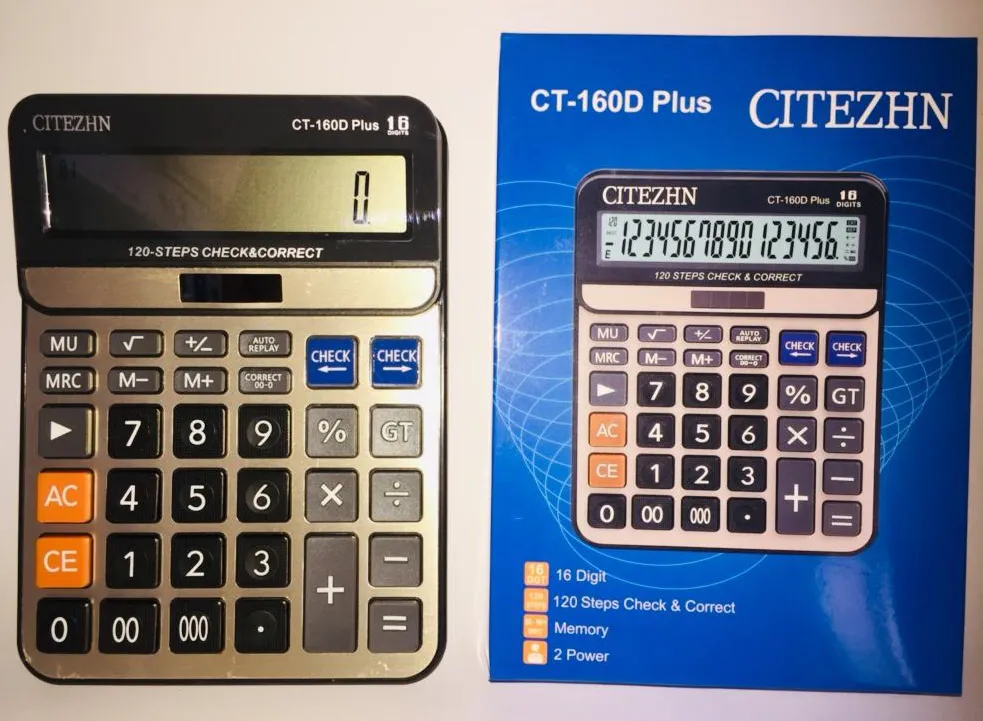 CITEZHN
CT-160D Plus 16 DIGITS
0
120-STEPS CHECK&CORRECT
MU √ +/− AUTO REPLAY CHECK ← CHECK →
MRC M− M+ CORRECT 00→0
▶ 7 8 9 % GT
AC 4 5 6 × ÷
CE 1 2 3 + −
0 00 000 . =
CT-160D Plus CITEZHN
CITEZHN
CT-160D Plus 16 DIGITS
1234567890123456.
120 STEPS CHECK & CORRECT
MU √ +/− AUTO REPLAY CHECK ← CHECK →
MRC M− M+ CORRECT 00→0
▶ 7 8 9 % GT
AC 4 5 6 × ÷
CE 1 2 3 + −
0 00 000 . =
16 Digit
120 Steps Check & Correct
Memory
2 Power